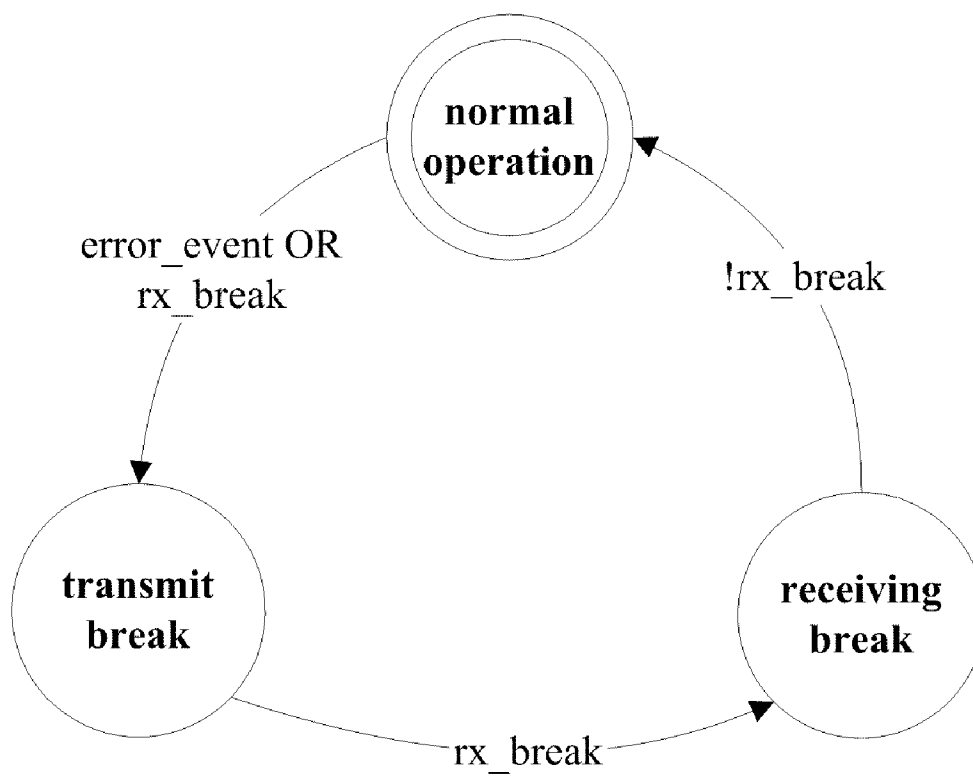 normal
operation
error_event OR
rx_break
!rx_break
transmit
break
receiving
break
rx_break